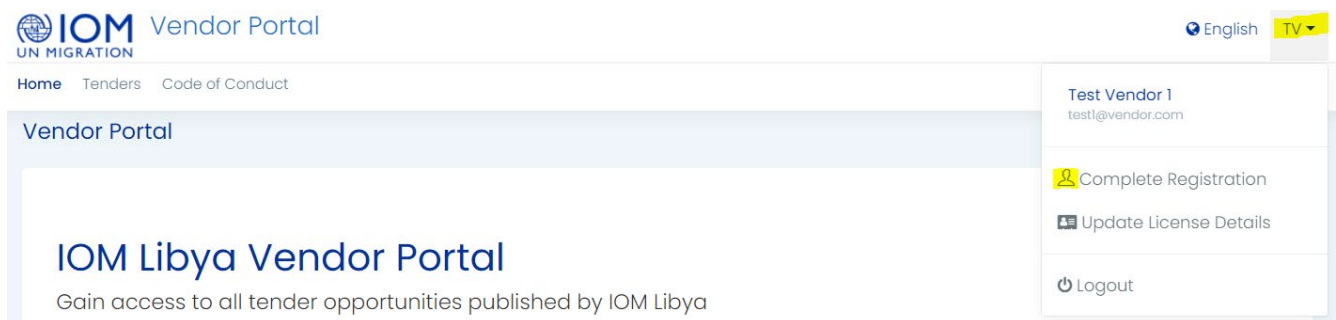 IOM
UN MIGRATION
Vendor Portal
English
TV
Home Tenders Code of Conduct
Test Vendor 1
test1@vendor.com
Vendor Portal
Complete Registration
Update License Details
IOM Libya Vendor Portal
Gain access to all tender opportunities published by IOM Libya
Logout